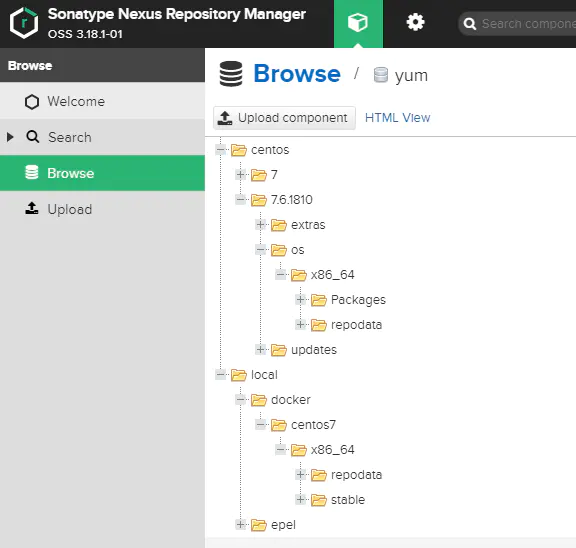 Sonatype Nexus Repository Manager
OSS 3.18.1-01
Search compone
Browse
Welcome
Search
Browse
Upload
Browse / yum
Upload component HTML View
centos
7
7.6.1810
extras
os
x86_64
Packages
repodata
updates
local
docker
centos7
x86_64
repodata
stable
epel